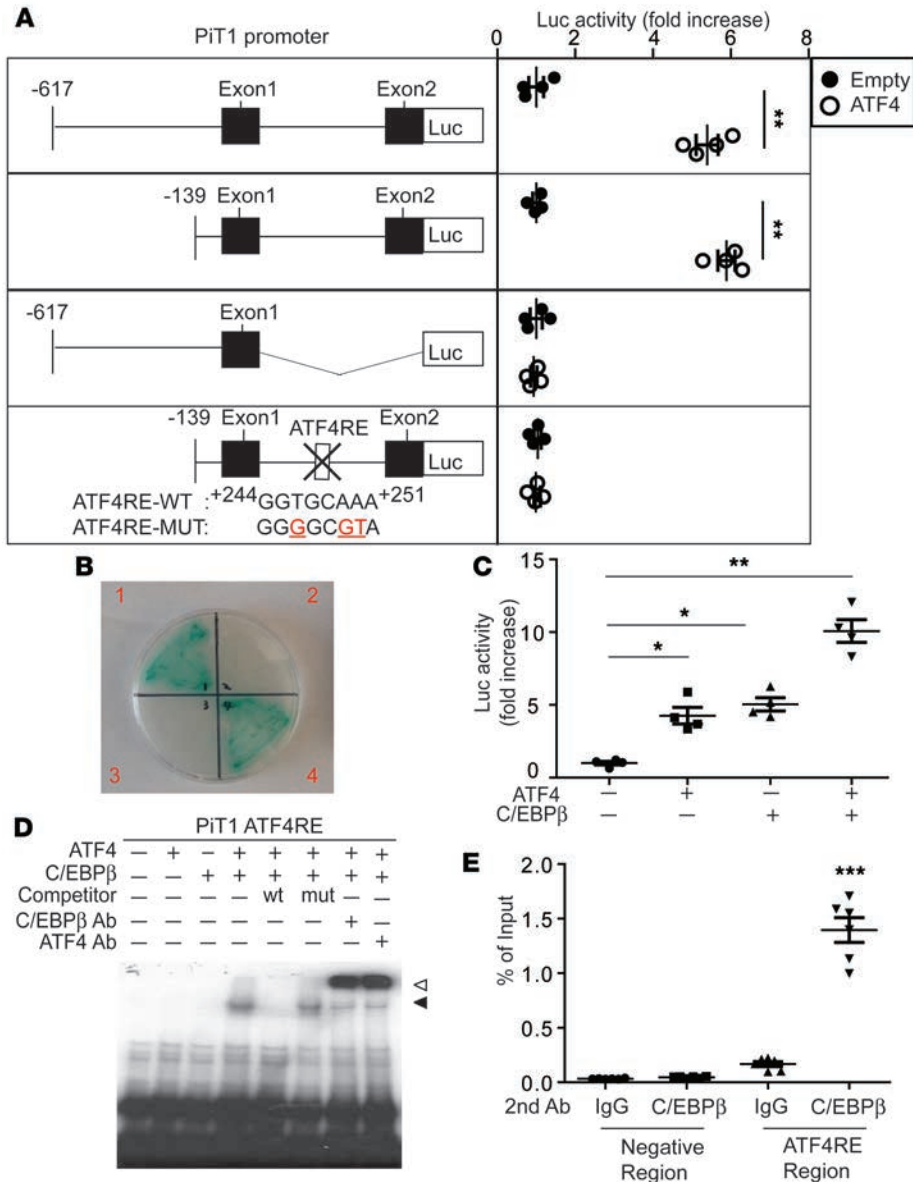 A
PiT1 promoter
Luc activity (fold increase)
0 2 4 6 8
Empty
ATF4
-617
Exon1
Exon2
Luc
**
-139
Exon1
Exon2
Luc
**
-617
Exon1
Luc
-139
Exon1
ATF4RE
Exon2
Luc
ATF4RE-WT :+244GGTGCAAA+251
ATF4RE-MUT: GGGGCGTA
B
1 2
1 2
3 4
3 4
C
Luc activity
(fold increase)
15
10
5
0
*
*
**
ATF4 — + — +
C/EBPβ — — + +
D
PiT1 ATF4RE
ATF4 — + — + + + + +
C/EBPβ — — + + + + + +
Competitor — — — — wt mut — —
C/EBPβ Ab — — — — — — + —
ATF4 Ab — — — — — — — +
E
% of Input
2.0
1.5
1.0
0.5
0.0
***
2nd Ab IgG C/EBPβ IgG C/EBPβ
Negative
Region
ATF4RE
Region